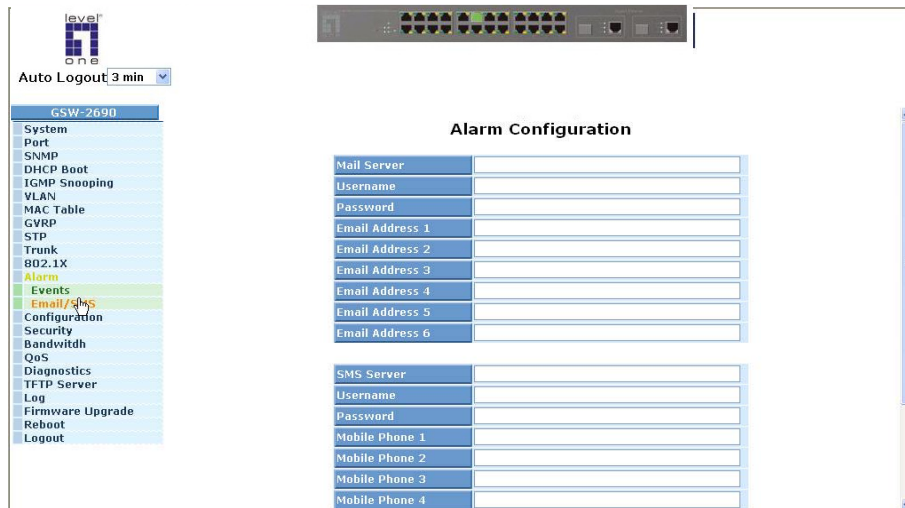 level
one
Auto Logout 3 min
GSW-2690
System
Port
SNMP
DHCP Boot
IGMP Snooping
VLAN
MAC Table
GVRP
STP
Trunk
802.1X
Alarm
Events
Email/SMS
Configuration
Security
Bandwitdh
QoS
Diagnostics
TFTP Server
Log
Firmware Upgrade
Reboot
Logout
Alarm Configuration
Mail Server
Username
Password
Email Address 1
Email Address 2
Email Address 3
Email Address 4
Email Address 5
Email Address 6
SMS Server
Username
Password
Mobile Phone 1
Mobile Phone 2
Mobile Phone 3
Mobile Phone 4